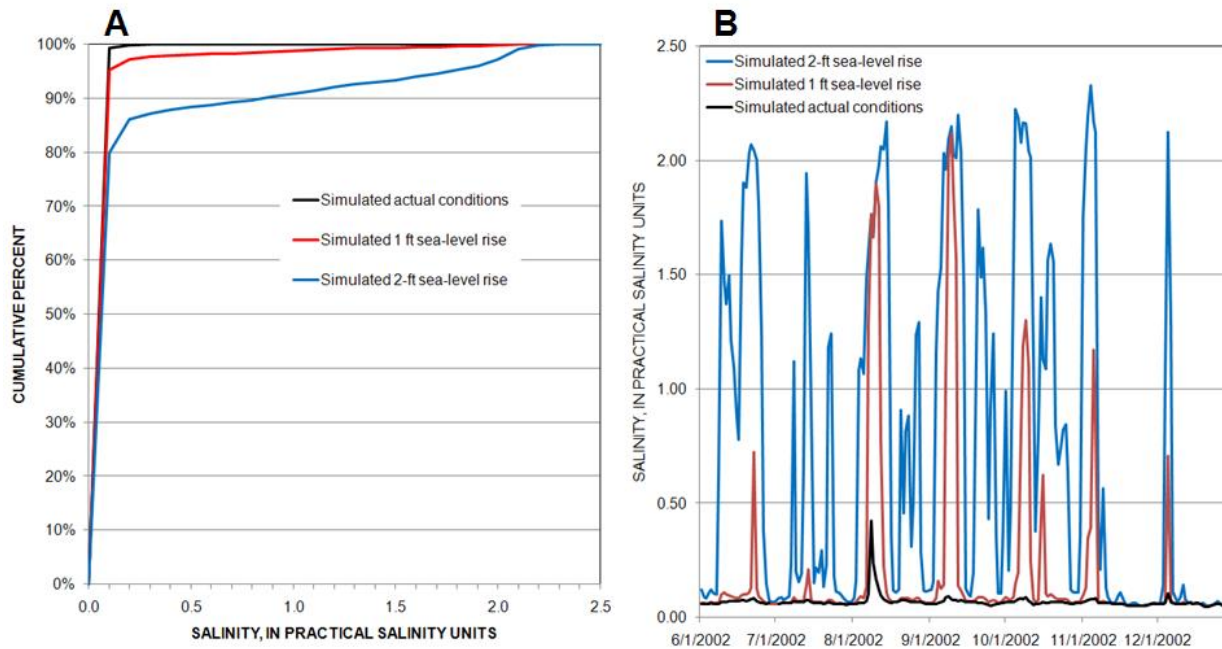 A
100%
90%
80%
70%
60%
50%
40%
30%
20%
10%
0%
CUMULATIVE PERCENT
Simulated actual conditions
Simulated 1 ft sea-level rise
Simulated 2-ft sea-level rise
0.0 0.5 1.0 1.5 2.0 2.5
SALINITY, IN PRACTICAL SALINITY UNITS
B
2.50
2.00
1.50
1.00
0.50
0.00
SALINITY, IN PRACTICAL SALINITY UNITS
Simulated 2-ft sea-level rise
Simulated 1 ft sea-level rise
Simulated actual conditions
6/1/2002 7/1/2002 8/1/2002 9/1/2002 10/1/2002 11/1/2002 12/1/2002